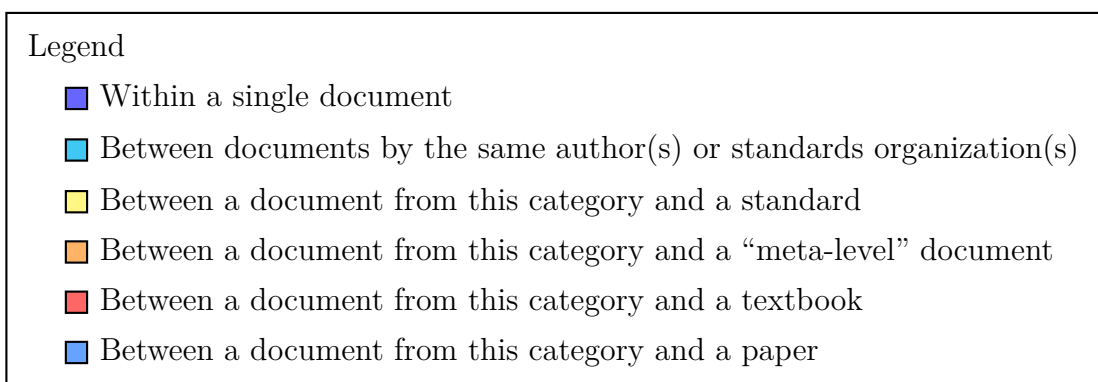 Legend
Within a single document
Between documents by the same author(s) or standards organization(s)
Between a document from this category and a standard
Between a document from this category and a “meta-level” document
Between a document from this category and a textbook
Between a document from this category and a paper